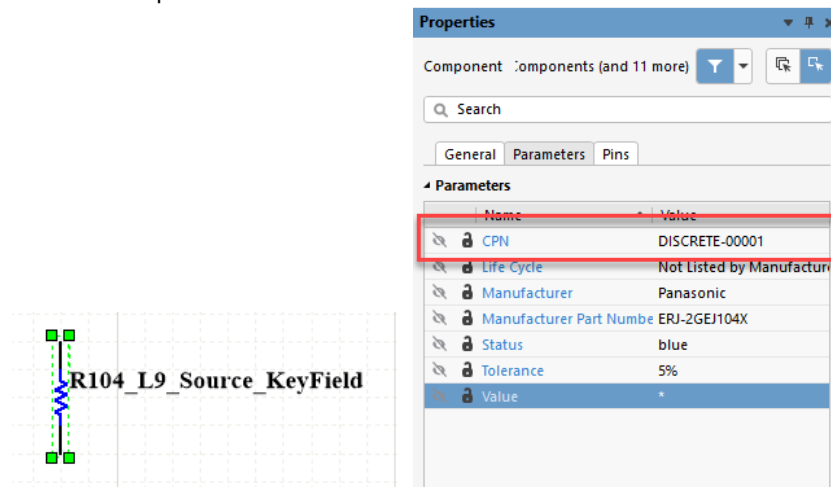 Properties
Component :omponents (and 11 more)
Search
General Parameters Pins
Parameters
Name Value
CPN DISCRETE-00001
Life Cycle Not Listed by Manufacture
Manufacturer Panasonic
Manufacturer Part Numbe ERJ-2GEJ104X
Status blue
Tolerance 5%
Value *
R104_L9_Source_KeyField